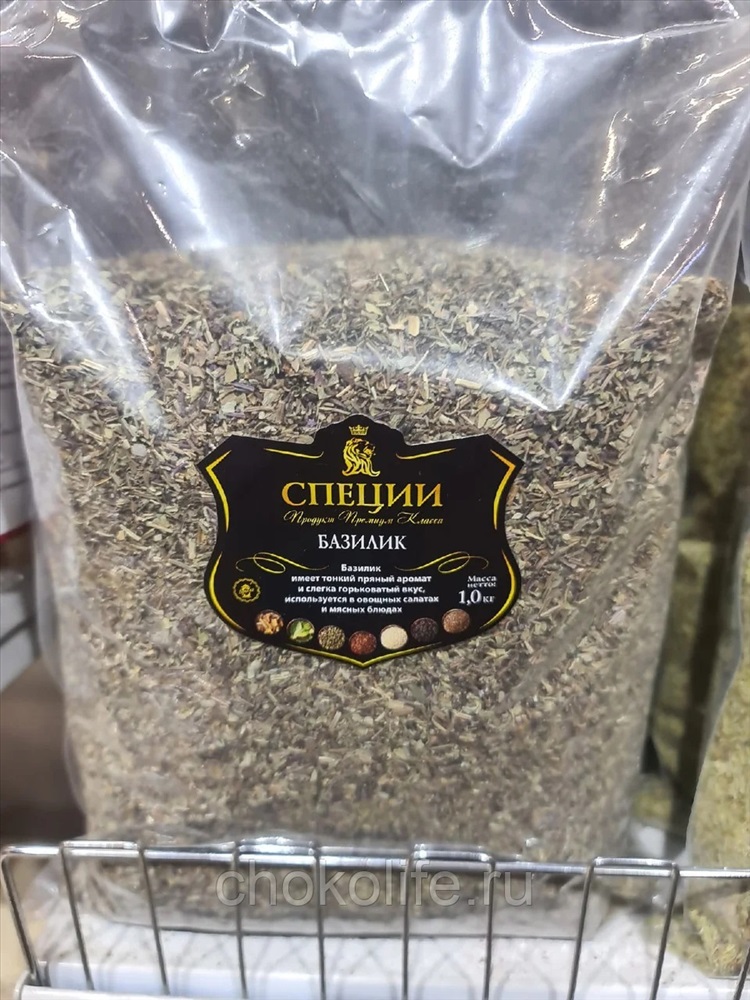 СПЕЦИИ
Продукт Премиум Класса
БАЗИЛИК
Базилик
имеет тонкий пряный аромат
и слегка горьковатый вкус,
используется в овощных салатах
и мясных блюдах
Масса
нетто:
1,0 кг
chokolife.ru